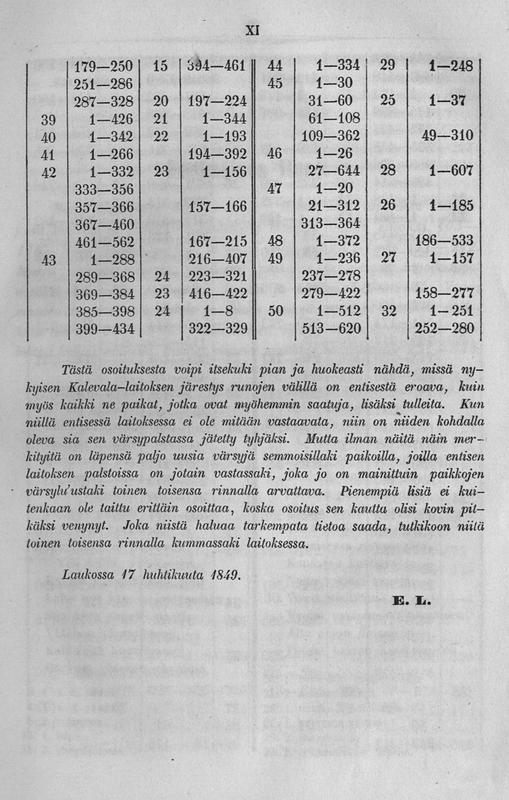 XI
179—250 15 394—461 44 1—334 29 1—248
251—286 45 1—30
287—328 20 197—224 31—60 25 1—37
39 1—426 21 1—344 61—108
40 1—342 22 1—193 109—362 49—310
41 1—266 194—392 46 1—26
42 1—332 23 1—156 27—644 28 1—607
333—356 47 1—20
357—366 157—166 21—312 26 1—185
367—460 313—364
461—562 167—215 48 1—372 186—533
43 1—288 216—407 49 1—236 27 1—157
289—368 24 223—321 237—278
369—384 23 416—422 279—422 158—277
385—398 24 1—8 50 1—512 32 1—251
399—434 322—329 513—620 252—280
Tästä osoituksesta voipi itsekuki pian ja huokeasti nähdä, missä ny-
kyisen Kalevala-laitoksen järestys runojen välillä on entisestä eroava, kuin
myös kaikki ne paikat, jotka ovat myöhemmin saatuja, lisäksi tulleita. Kun
niillä entisessä laitoksessa ei ole mitään vastaavata, niin on niiden kohdalla
oleva sia sen värsypalstassa jätetty tyhjäksi. Mutta ilman näitä näin mer-
kityitä on läpensä paljo uusia värsyjä semmoisillaki paikoilla, joilla entisen
laitoksen palstoissa on jotain vastassaki, joka jo on mainittuin paikkojen
värsylu'ustaki toinen toisensa rinnalla arvattava. Pienempiä lisiä ei kui-
tenkaan ole taittu erittäin osoittaa, koska osoitus sen kautta olisi kovin pit-
käksi venynyt. Joka niistä haluaa tarkempata tietoa saada, tutkikoon niitä
toinen toisensa rinnalla kummassaki laitoksessa.
Laukossa 17 huhtikuuta 1849.
E. L.